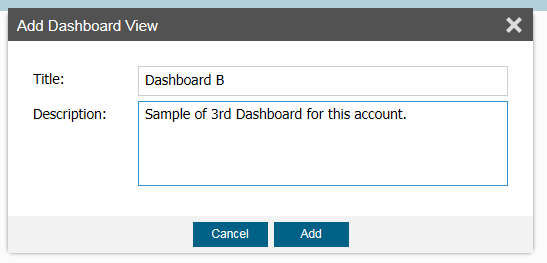 Add Dashboard View
Title: Dashboard B
Description: Sample of 3rd Dashboard for this account.
Cancel Add